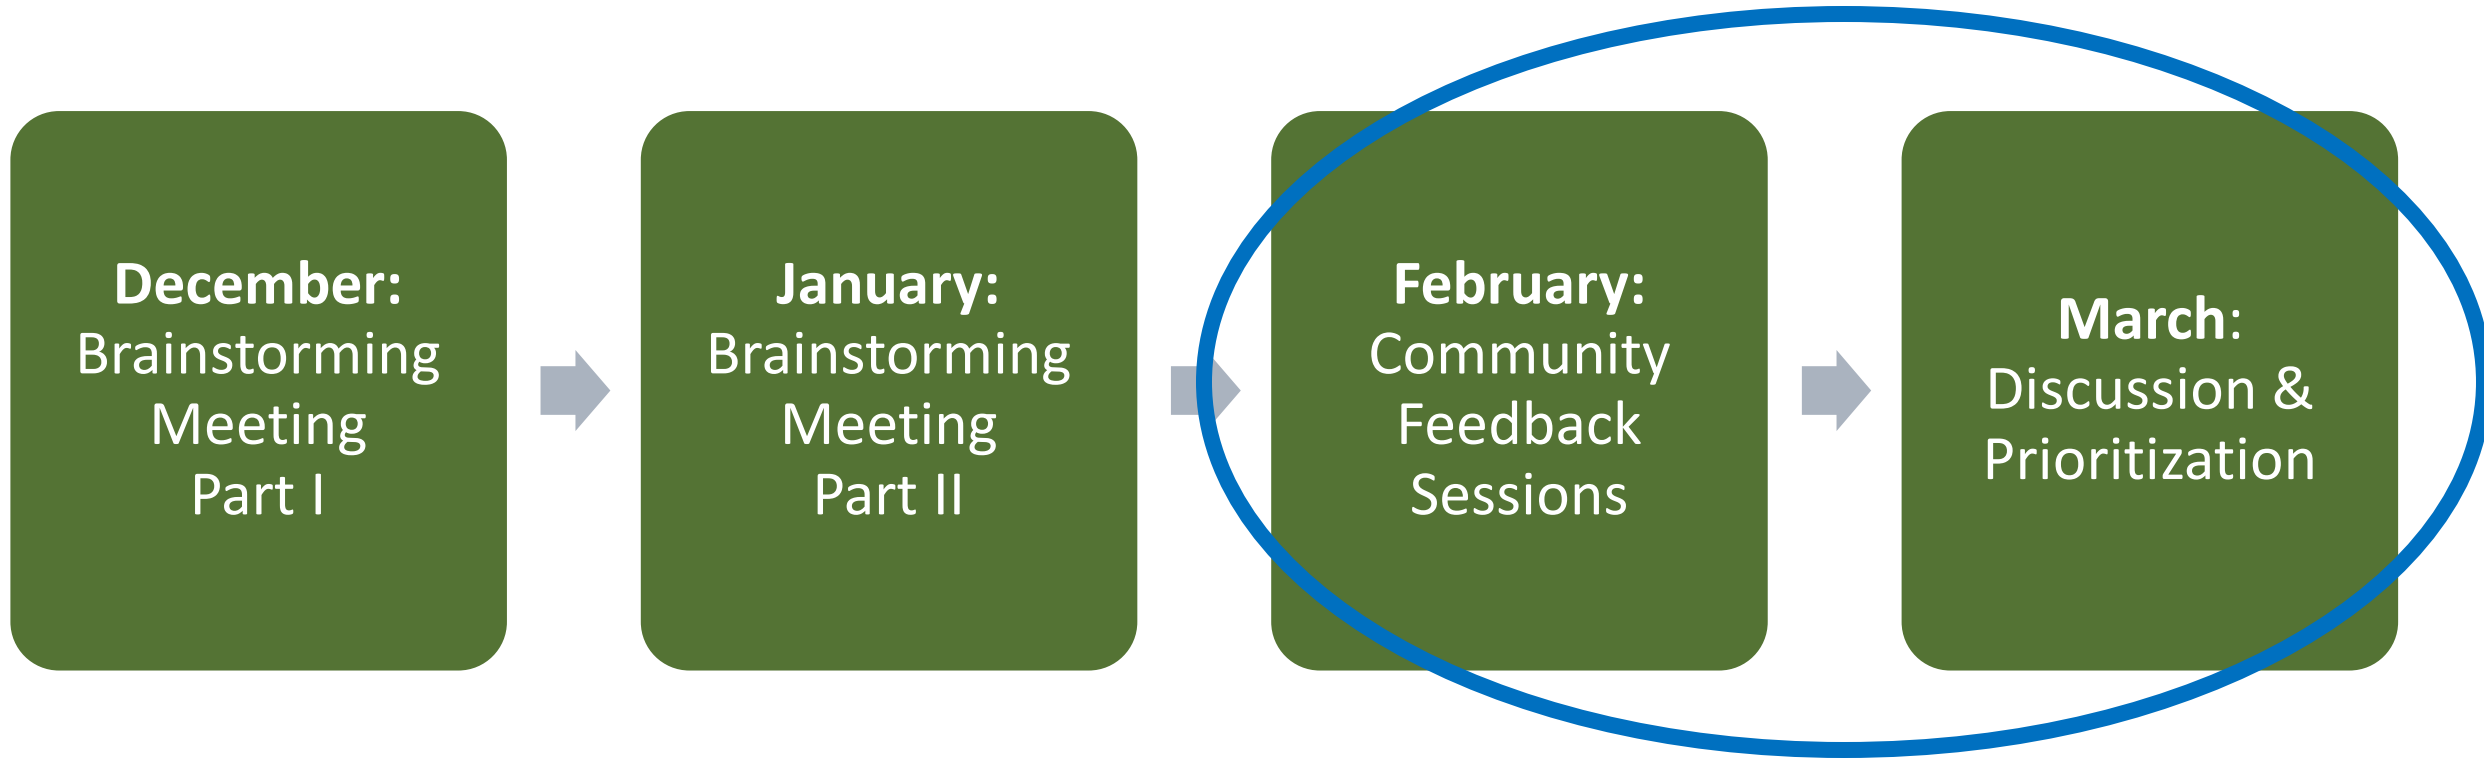 December:
Brainstorming
Meeting
Part I
January:
Brainstorming
Meeting
Part II
February:
Community
Feedback
Sessions
March:
Discussion &
Prioritization